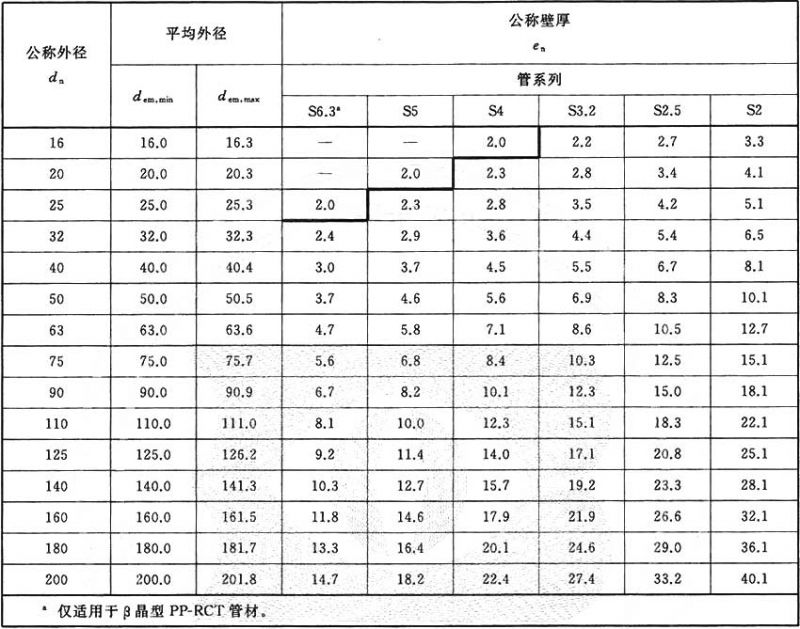 公称外径 dn 平均外径 公称壁厚 en
管系列
dem,min dem,max S6.3ᵃ S5 S4 S3.2 S2.5 S2
16 16.0 16.3 — — 2.0 2.2 2.7 3.3
20 20.0 20.3 — 2.0 2.3 2.8 3.4 4.1
25 25.0 25.3 2.0 2.3 2.8 3.5 4.2 5.1
32 32.0 32.3 2.4 2.9 3.6 4.4 5.4 6.5
40 40.0 40.4 3.0 3.7 4.5 5.5 6.7 8.1
50 50.0 50.5 3.7 4.6 5.6 6.9 8.3 10.1
63 63.0 63.6 4.7 5.8 7.1 8.6 10.5 12.7
75 75.0 75.7 5.6 6.8 8.4 10.3 12.5 15.1
90 90.0 90.9 6.7 8.2 10.1 12.3 15.0 18.1
110 110.0 111.0 8.1 10.0 12.3 15.1 18.3 22.1
125 125.0 126.2 9.2 11.4 14.0 17.1 20.8 25.1
140 140.0 141.3 10.3 12.7 15.7 19.2 23.3 28.1
160 160.0 161.5 11.8 14.6 17.9 21.9 26.6 32.1
180 180.0 181.7 13.3 16.4 20.1 24.6 29.0 36.1
200 200.0 201.8 14.7 18.2 22.4 27.4 33.2 40.1
ᵃ 仅适用于β晶型 PP-RCT 管材。